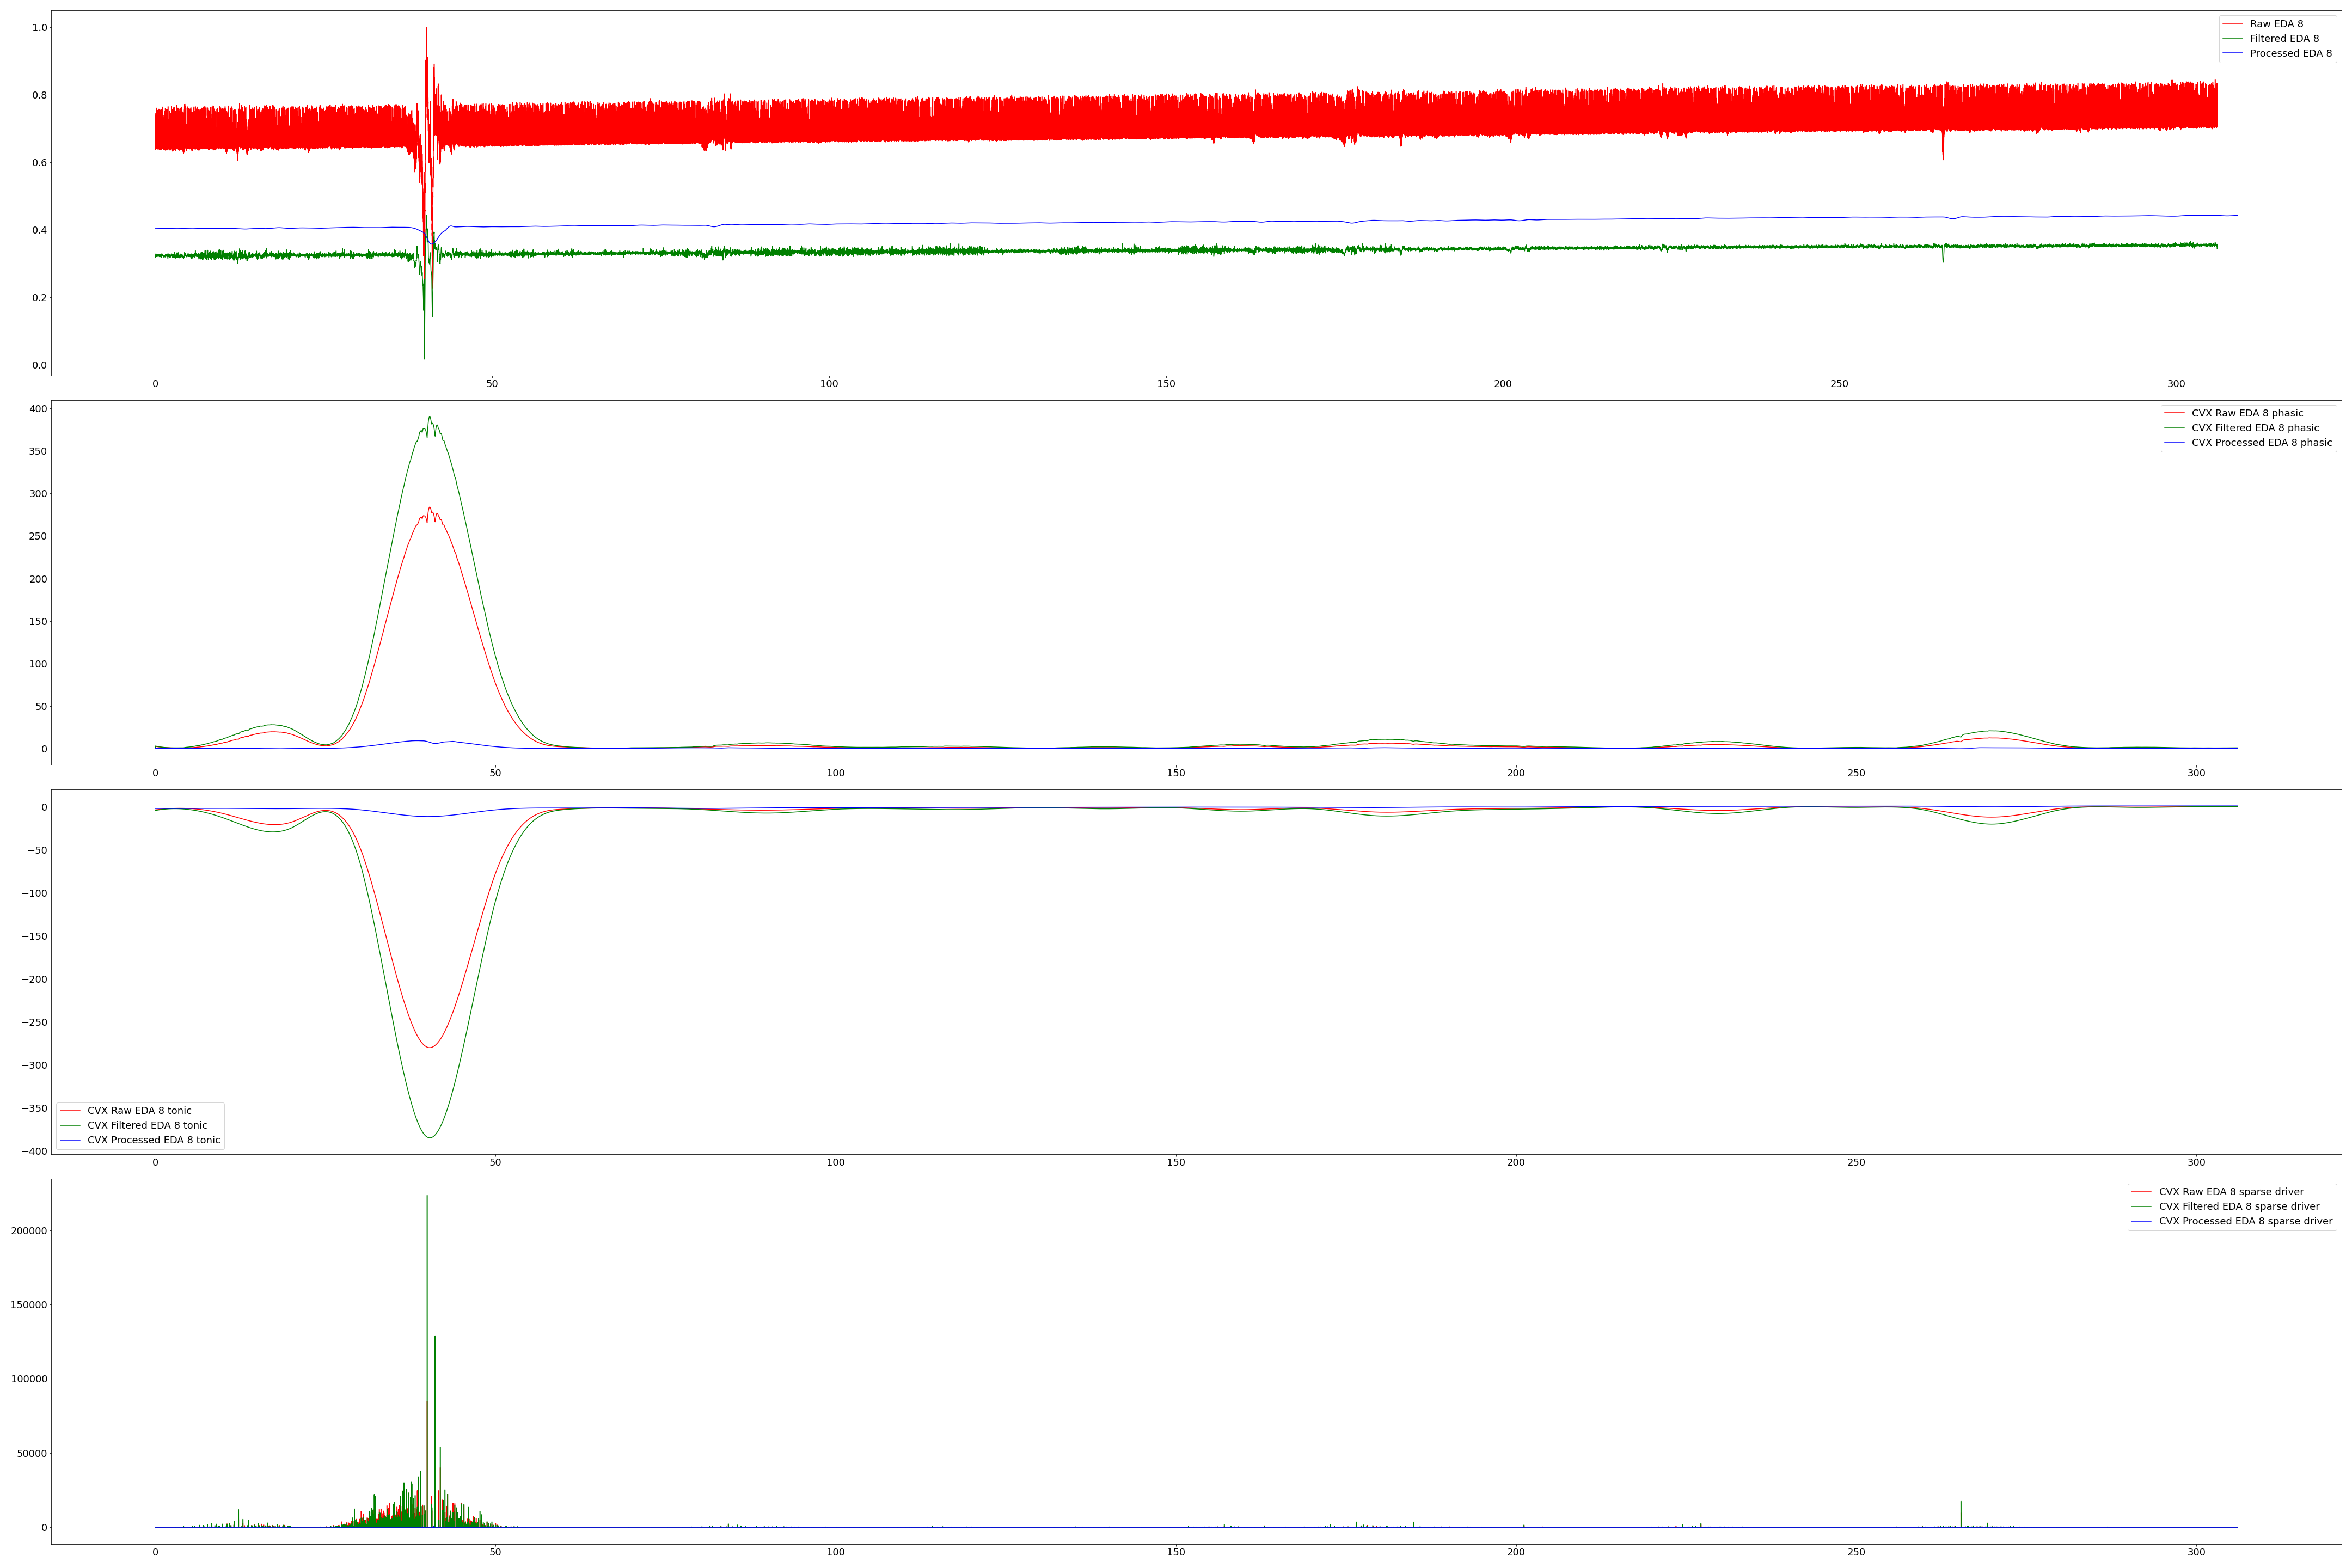 1.0
0.8
0.6
0.4
0.2
0.0
Raw EDA 8
Filtered EDA 8
Processed EDA 8
0 50 100 150 200 250 300
400
350
300
250
200
150
100
50
0
CVX Raw EDA 8 phasic
CVX Filtered EDA 8 phasic
CVX Processed EDA 8 phasic
0 50 100 150 200 250 300
0
−50
−100
−150
−200
−250
−300
−350
−400
CVX Raw EDA 8 tonic
CVX Filtered EDA 8 tonic
CVX Processed EDA 8 tonic
0 50 100 150 200 250 300
200000
150000
100000
50000
0
CVX Raw EDA 8 sparse driver
CVX Filtered EDA 8 sparse driver
CVX Processed EDA 8 sparse driver
0 50 100 150 200 250 300